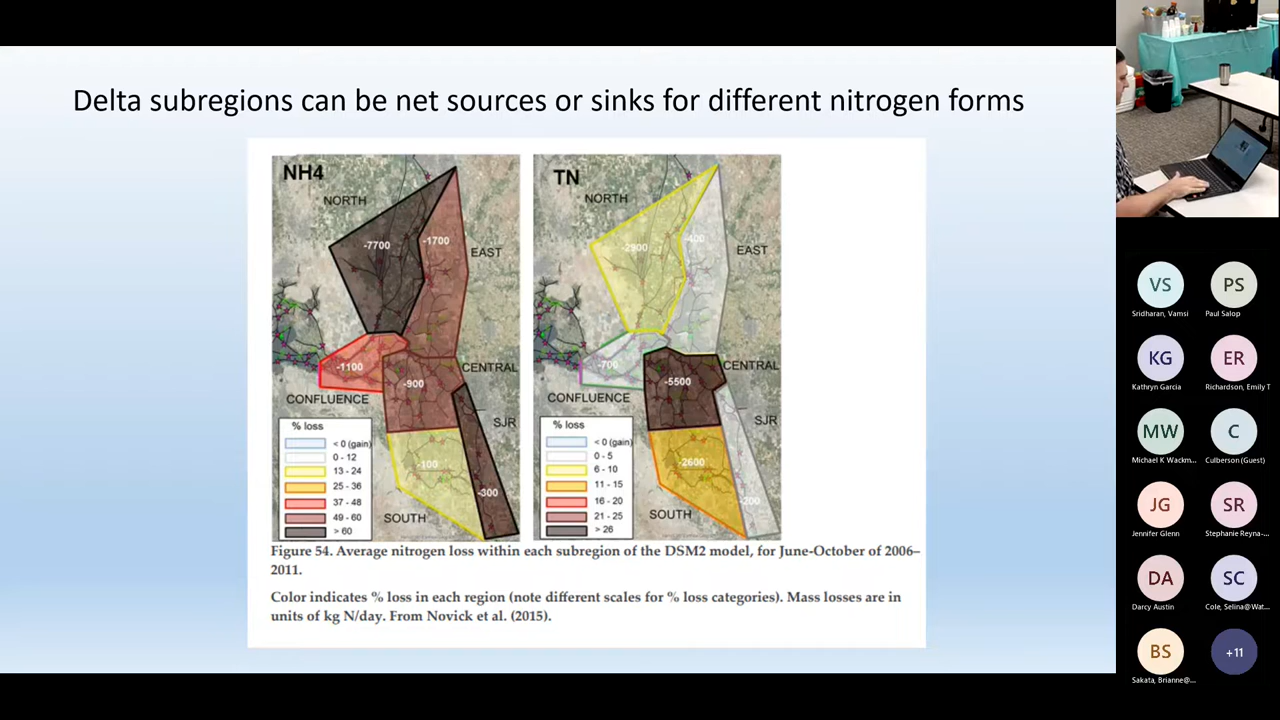 Delta subregions can be net sources or sinks for different nitrogen forms
NH4
NORTH
-7700
-1700
EAST
-1100
-900
CENTRAL
CONFLUENCE
SJR
-100
-300
SOUTH
% loss
< 0 (gain)
0 - 12
13 - 24
25 - 36
37 - 48
49 - 60
> 60
TN
NORTH
-2900
-400
EAST
-700
-5500
CENTRAL
CONFLUENCE
SJR
-2600
-200
SOUTH
% loss
< 0 (gain)
0 - 5
6 - 10
11 - 15
16 - 20
21 - 25
> 26
Figure 54. Average nitrogen loss within each subregion of the DSM2 model, for June-October of 2006–
2011.
Color indicates % loss in each region (note different scales for % loss categories). Mass losses are in
units of kg N/day. From Novick et al. (2015).
VS
Sridharan, Vamsi
PS
Paul Salop
KG
Kathryn Garcia
ER
Richardson, Emily T
MW
Michael K Wackm...
C
Culberson (Guest)
JG
Jennifer Glenn
SR
Stephanie Reyna-...
DA
Darcy Austin
SC
Cole, Selina@Wat...
BS
Sakata, Brianne@...
+11